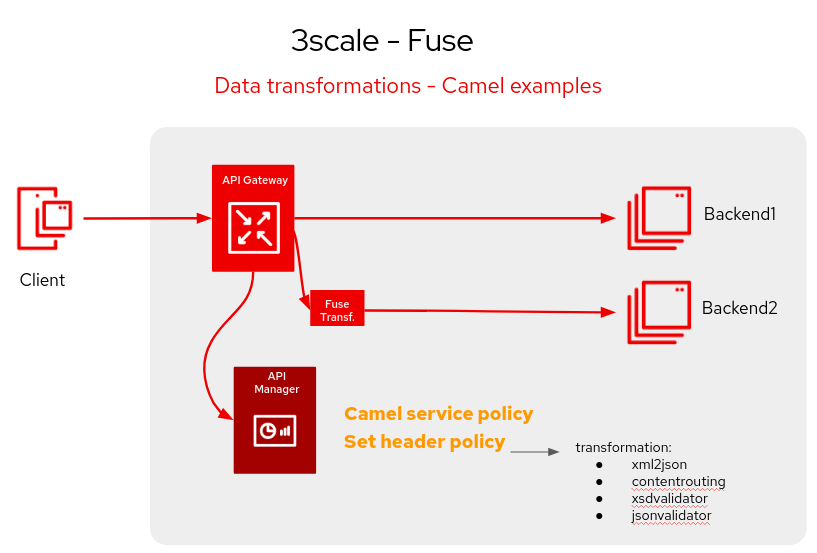 3scale - Fuse
Data transformations - Camel examples
API Gateway
Client
Backend1
Fuse
Transf.
Backend2
API
Manager
Camel service policy
Set header policy
transformation:
● xml2json
● contentrouting
● xsdvalidator
● jsonvalidator